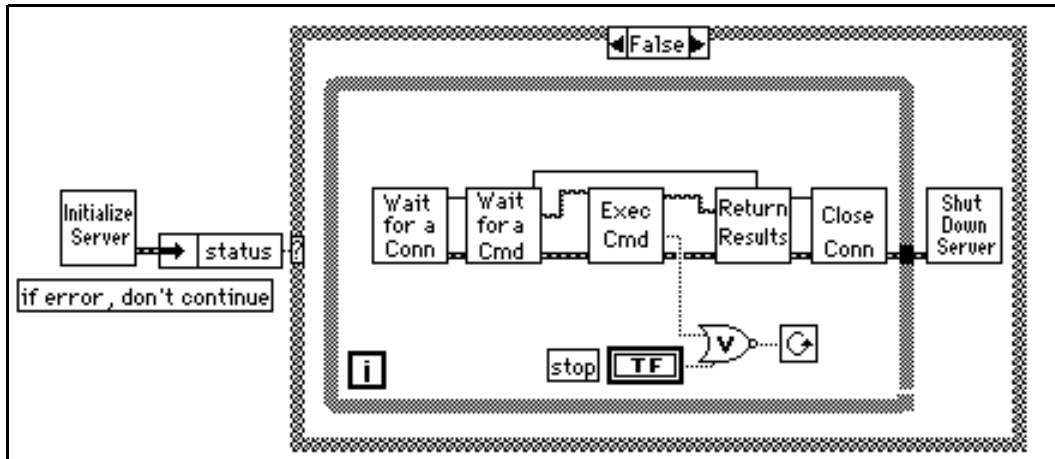 False
Initialize
Server
status
?
if error, don't continue
Wait
for a
Conn
Wait
for a
Cmd
Exec
Cmd
Return
Results
Close
Conn
Shut
Down
Server
V
stop
TF
i